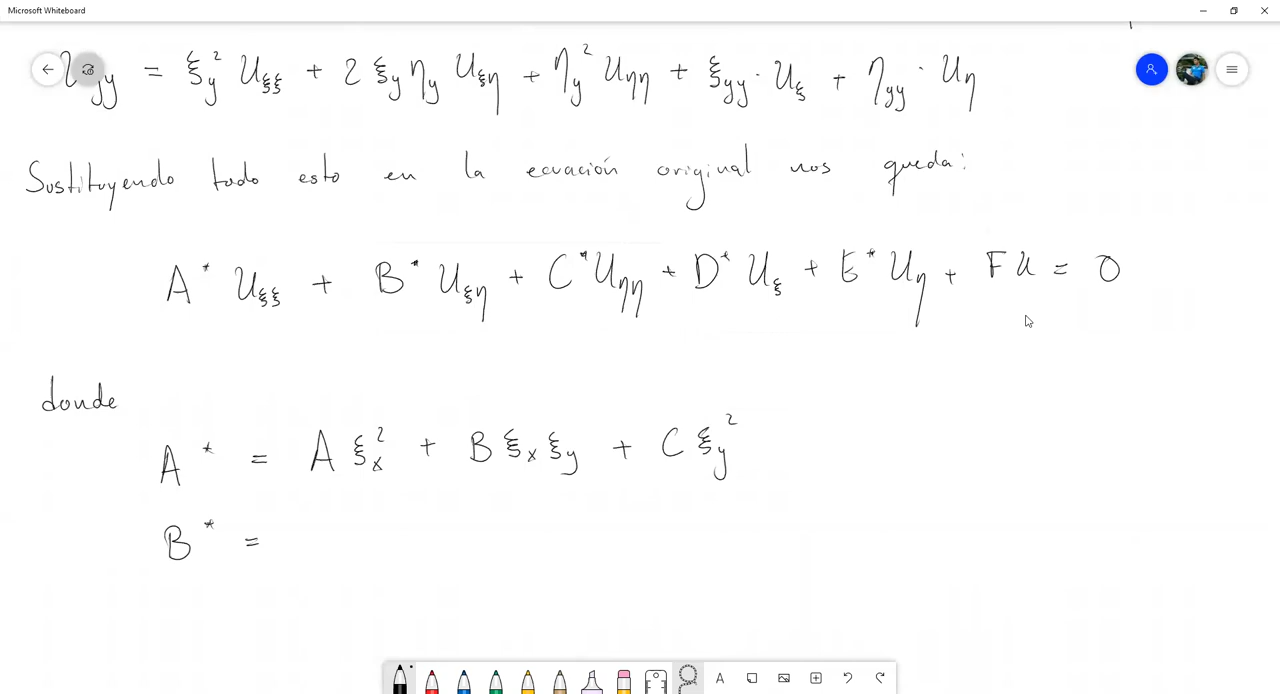 Microsoft Whiteboard
U_yy = ξ_y² U_ξξ + 2 ξ_y η_y U_ξη + η_y² U_ηη + ξ_yy · U_ξ + η_yy · U_η
Sustituyendo todo esto en la ecuación original nos queda:
A* U_ξξ + B* U_ξη + C* U_ηη + D* U_ξ + E* U_η + F U = 0
donde
A* = A ξ_x² + B ξ_x ξ_y + C ξ_y²
B* =